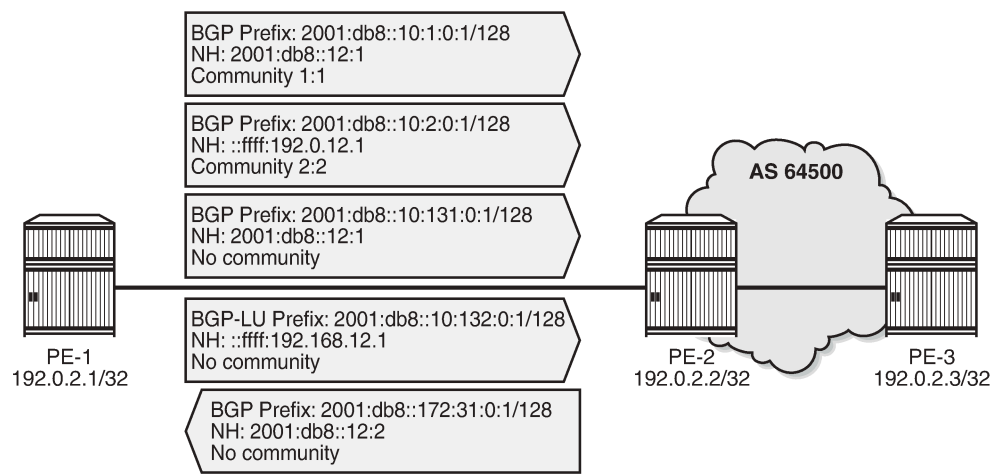 BGP Prefix: 2001:db8::10:1:0:1/128
NH: 2001:db8::12:1
Community 1:1
BGP Prefix: 2001:db8::10:2:0:1/128
NH: ::ffff:192.0.12.1
Community 2:2
AS 64500
BGP Prefix: 2001:db8::10:131:0:1/128
NH: 2001:db8::12:1
No community
BGP-LU Prefix: 2001:db8::10:132:0:1/128
NH: ::ffff:192.168.12.1
No community
PE-1
192.0.2.1/32
PE-2
192.0.2.2/32
PE-3
192.0.2.3/32
BGP Prefix: 2001:db8::172:31:0:1/128
NH: 2001:db8::12:2
No community